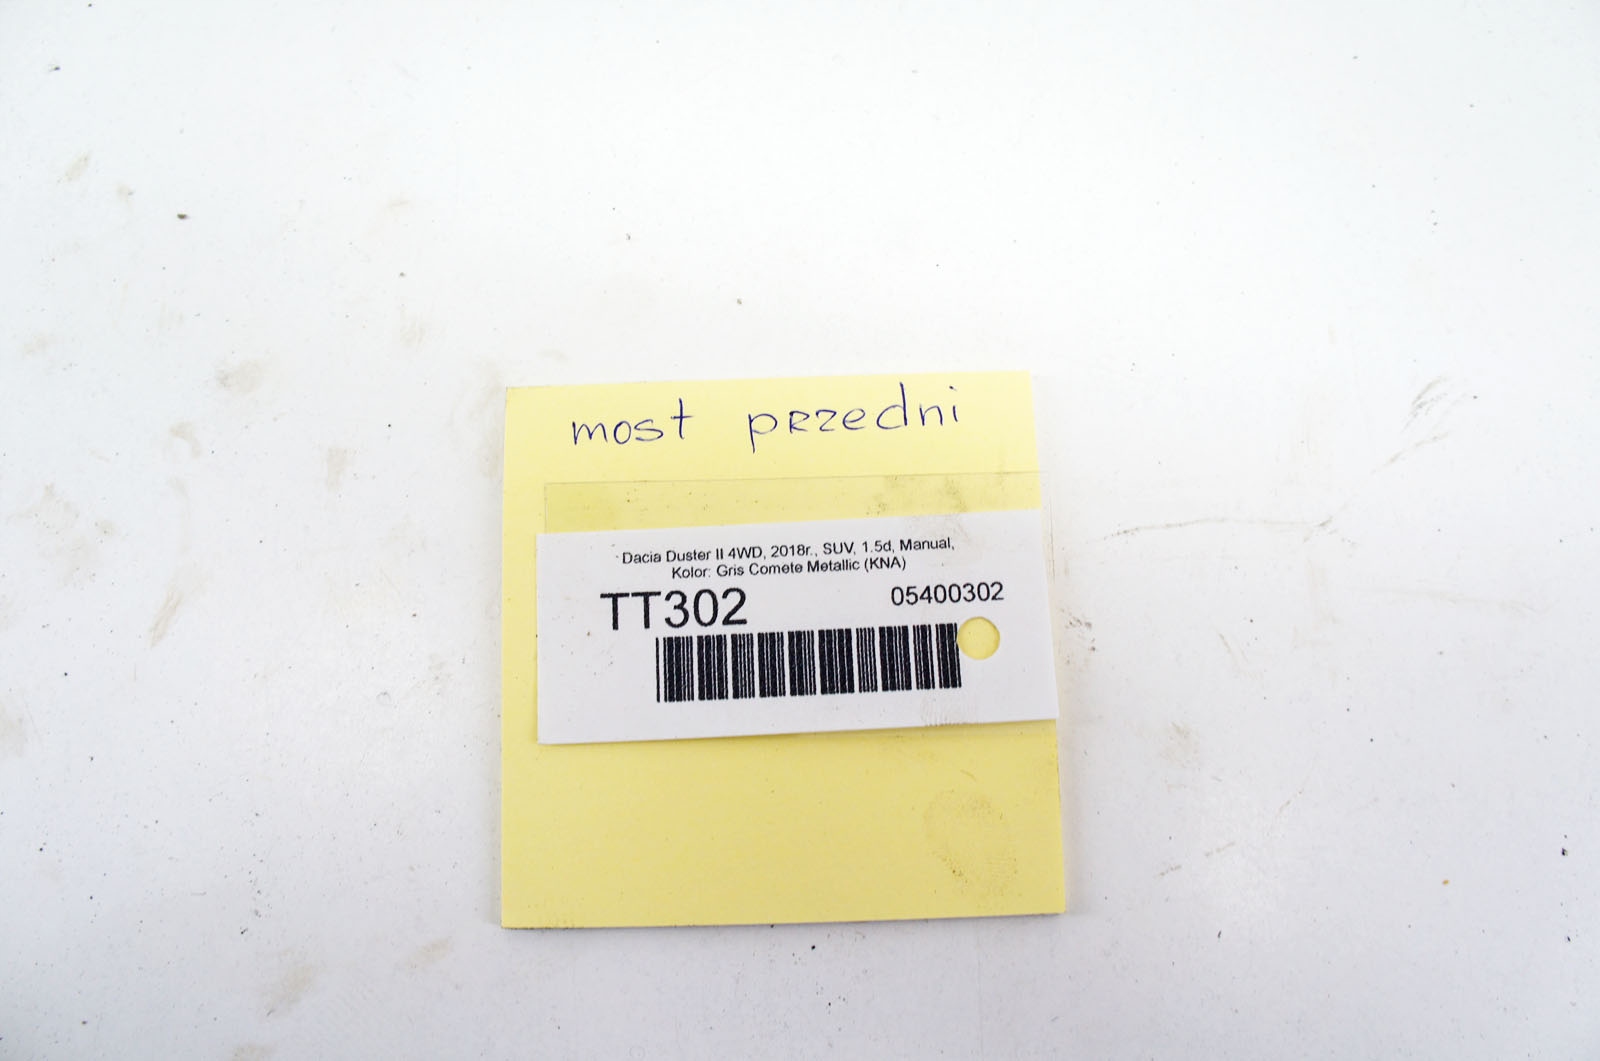 most przedni
Dacia Duster II 4WD, 2018r., SUV, 1.5d, Manual,
Kolor: Gris Comete Metallic (KNA)
TT302 05400302